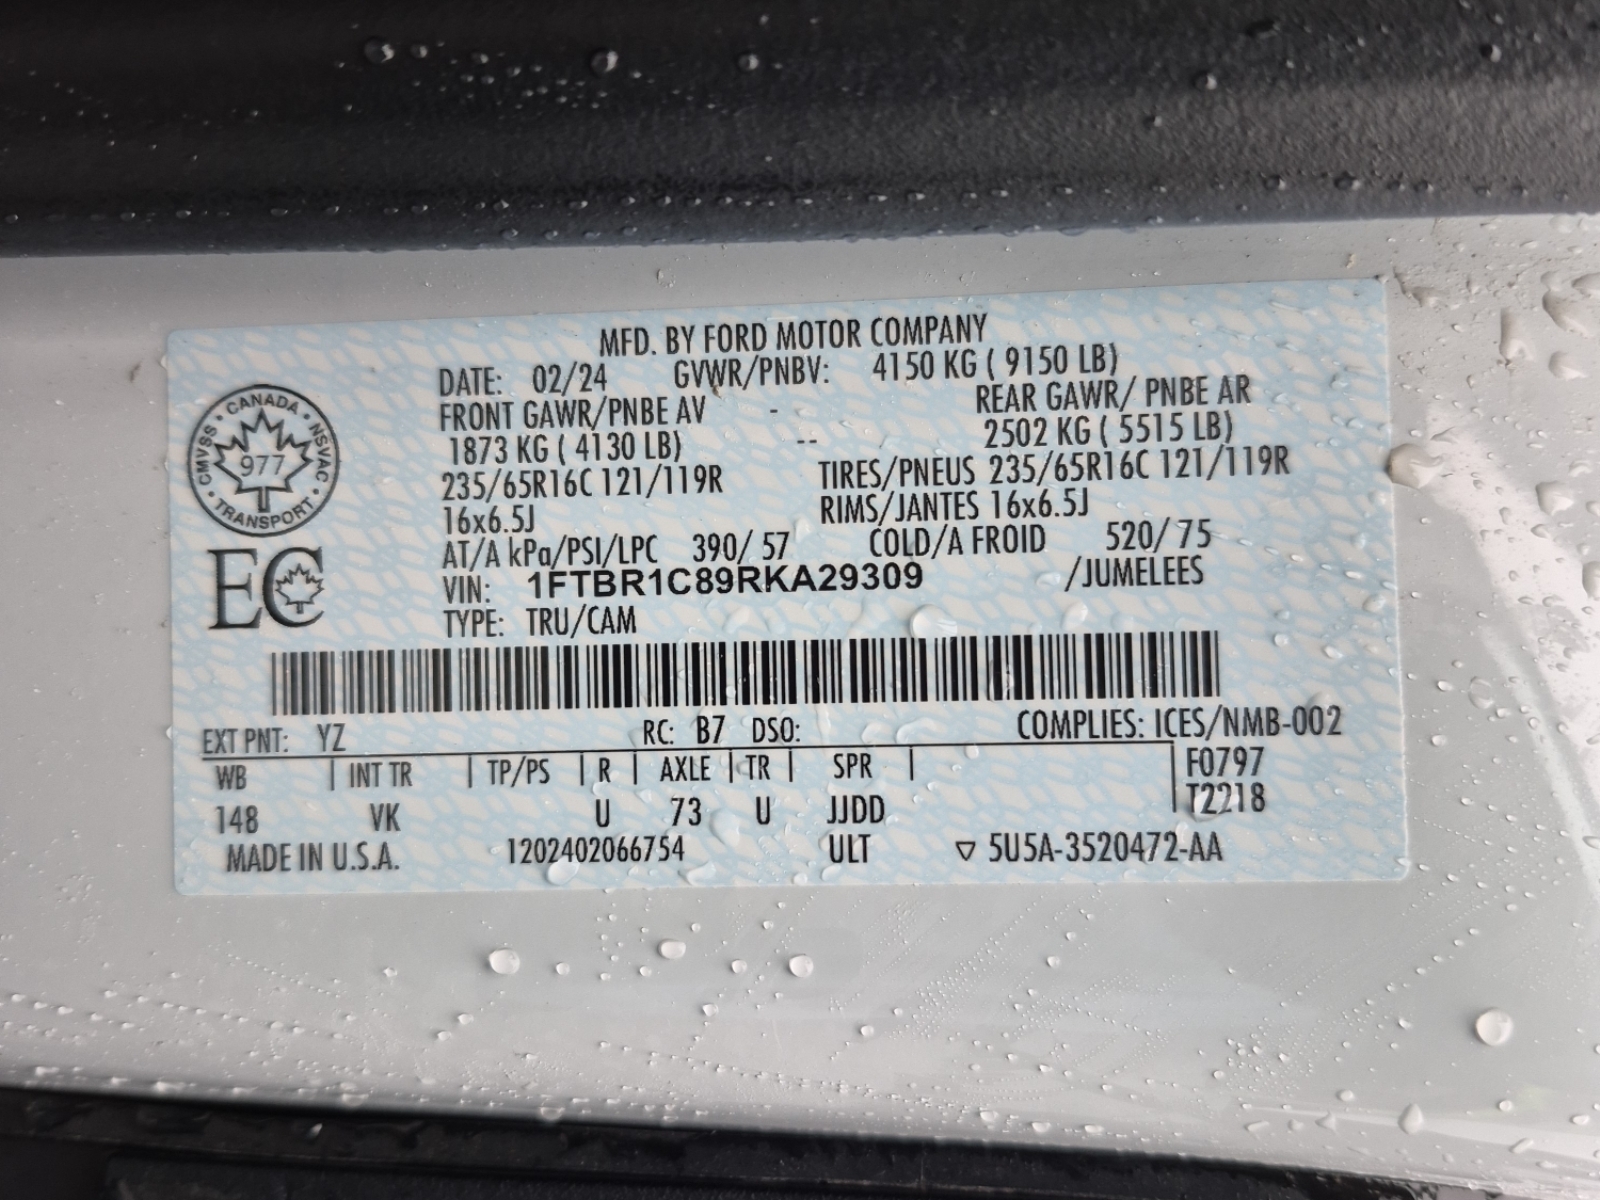 MFD. BY FORD MOTOR COMPANY
DATE: 02/24 GVWR/PNBV: 4150 KG ( 9150 LB)
FRONT GAWR/PNBE AV - REAR GAWR/ PNBE AR
1873 KG ( 4130 LB) -- 2502 KG ( 5515 LB)
235/65R16C 121/119R TIRES/PNEUS 235/65R16C 121/119R
16x6.5J RIMS/JANTES 16x6.5J
AT/A kPa/PSI/LPC 390/ 57 COLD/A FROID 520/ 75
VIN: 1FTBR1C89RKA29309 /JUMELEES
TYPE: TRU/CAM
CANADA
CMVSS • NSVAC
977
TRANSPORT
EC
EXT PNT: YZ RC: B7 DSO: COMPLIES: ICES/NMB-002
WB | INT TR | TP/PS | R | AXLE | TR | SPR | F0797
148 VK U 73 U JJDD T2218
MADE IN U.S.A. 1202402066754 ULT ▽ 5U5A-3520472-AA